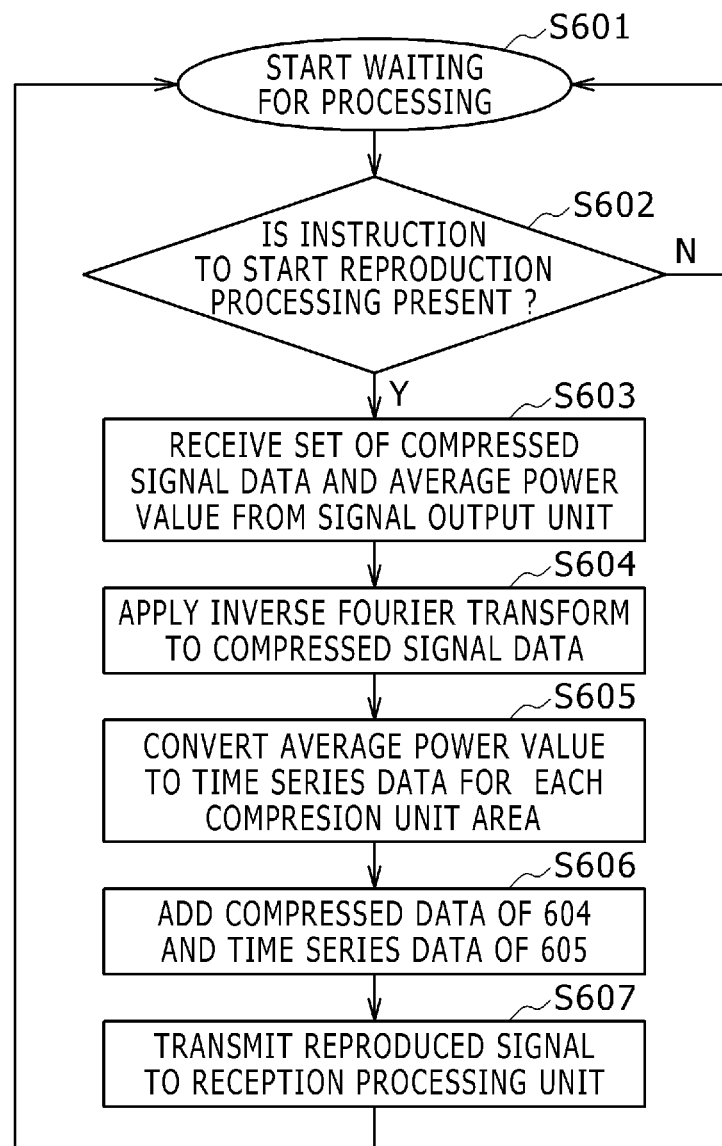 S601
START WAITING
FOR PROCESSING
S602
IS INSTRUCTION
TO START REPRODUCTION
PROCESSING PRESENT ?
N
Y
S603
RECEIVE SET OF COMPRESSED
SIGNAL DATA AND AVERAGE POWER
VALUE FROM SIGNAL OUTPUT UNIT
S604
APPLY INVERSE FOURIER TRANSFORM
TO COMPRESSED SIGNAL DATA
S605
CONVERT AVERAGE POWER VALUE
TO TIME SERIES DATA FOR EACH
COMPRESION UNIT AREA
S606
ADD COMPRESSED DATA OF 604
AND TIME SERIES DATA OF 605
S607
TRANSMIT REPRODUCED SIGNAL
TO RECEPTION PROCESSING UNIT